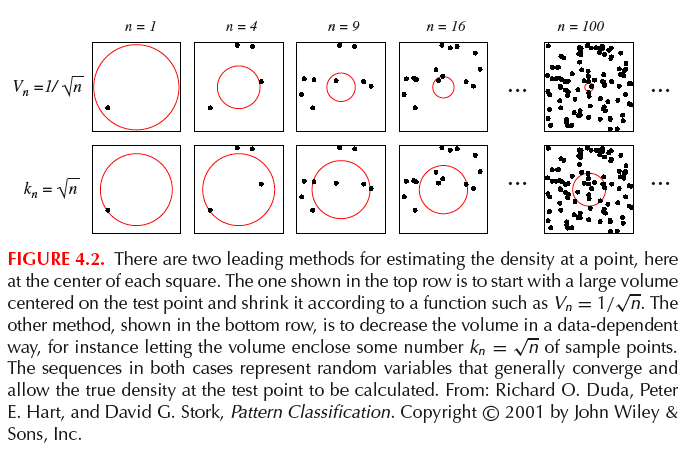 n = 1 n = 4 n = 9 n = 16 n = 100
Vₙ =1/√n ... ...
kₙ = √n ... ...
FIGURE 4.2. There are two leading methods for estimating the density at a point, here
at the center of each square. The one shown in the top row is to start with a large volume
centered on the test point and shrink it according to a function such as Vₙ = 1/√n. The
other method, shown in the bottom row, is to decrease the volume in a data-dependent
way, for instance letting the volume enclose some number kₙ = √n of sample points.
The sequences in both cases represent random variables that generally converge and
allow the true density at the test point to be calculated. From: Richard O. Duda, Peter
E. Hart, and David G. Stork, Pattern Classification. Copyright © 2001 by John Wiley &
Sons, Inc.